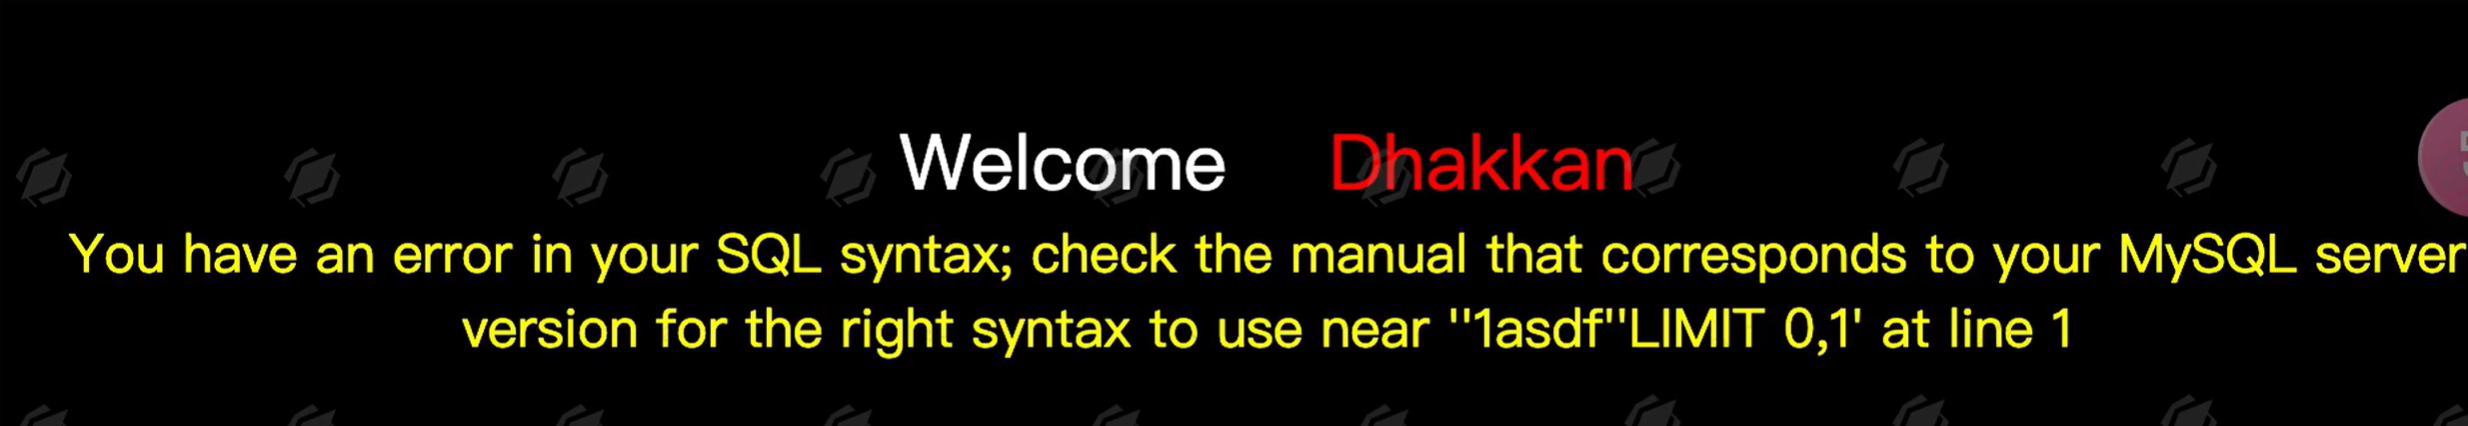 Welcome Dhakkan
You have an error in your SQL syntax; check the manual that corresponds to your MySQL server
version for the right syntax to use near ''1asdf''LIMIT 0,1' at line 1